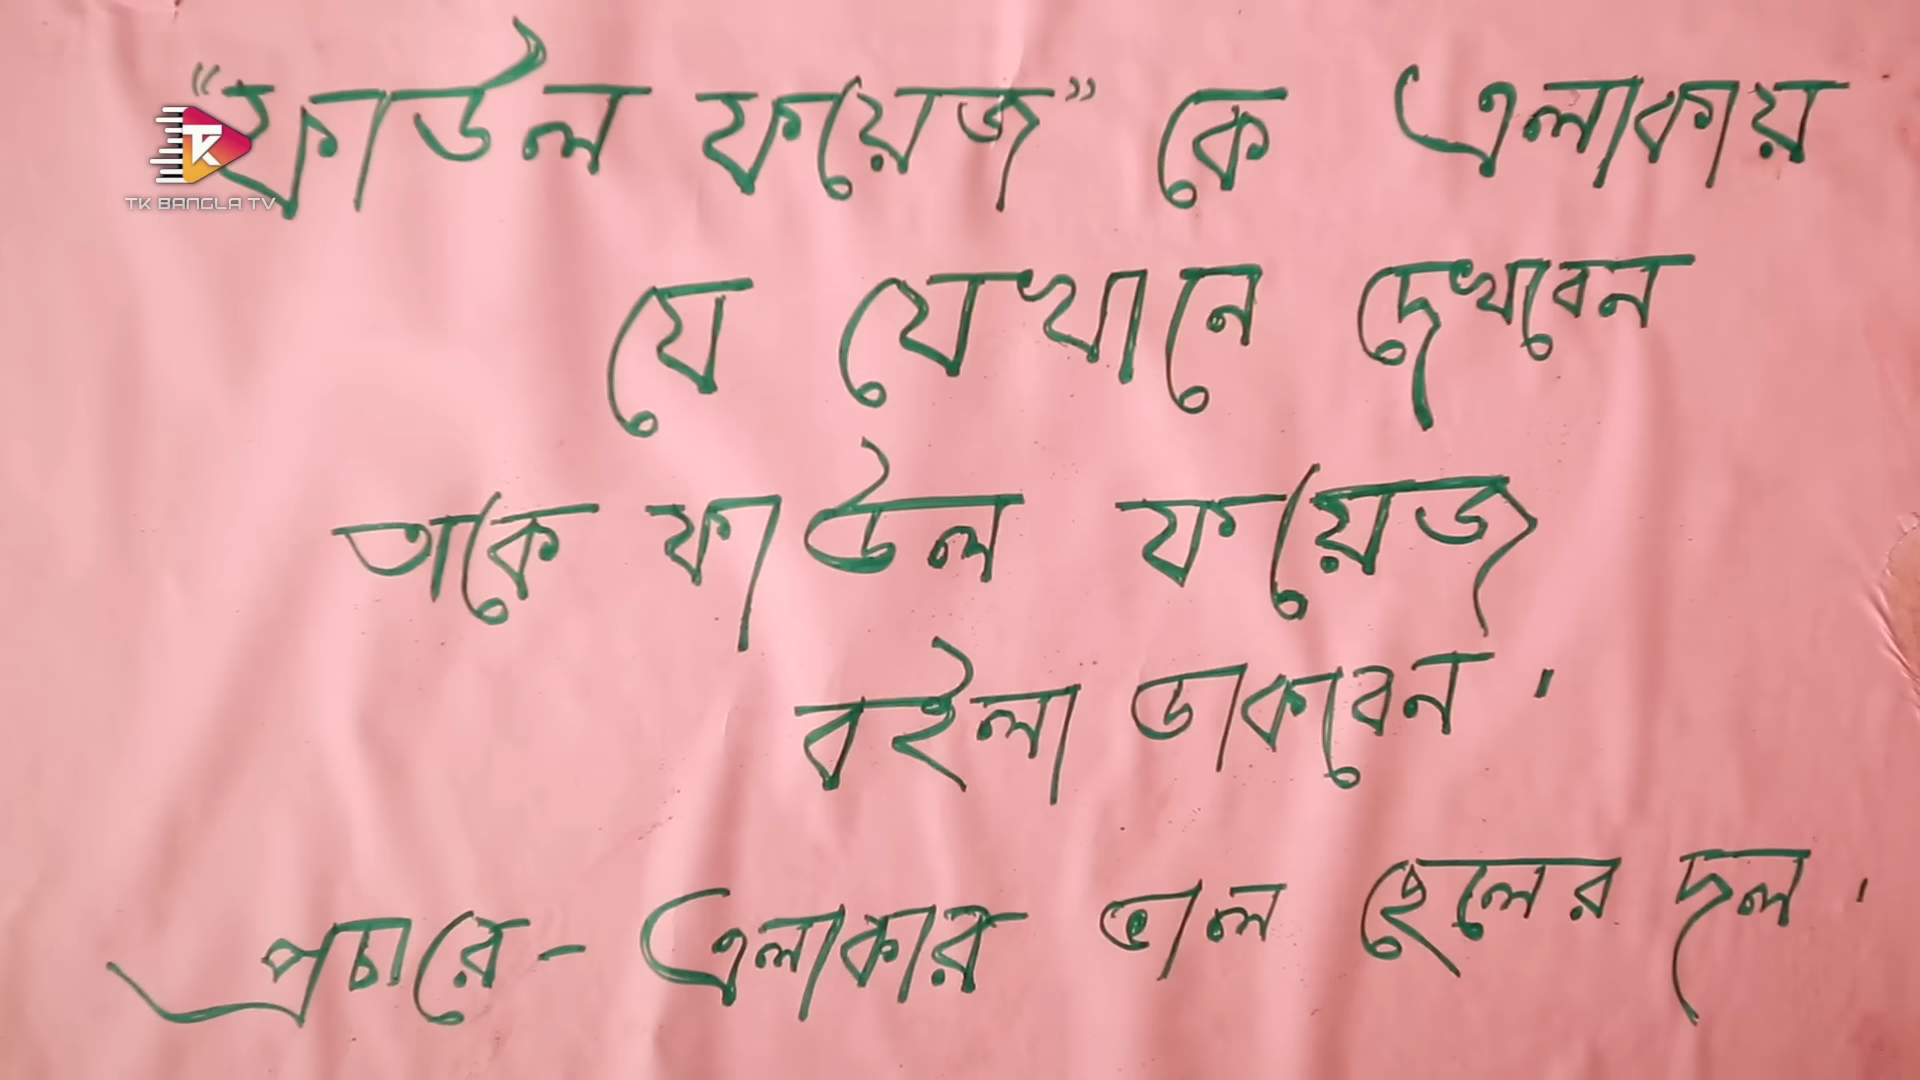 "ফাউল ফয়েজ" কে এলাকায়
TK BANGLA TV
যে যেখানে দেখবেন
তাকে ফাউল ফয়েজ
বইলা ডাকবেন।
প্রচারে - এলাকার ভাল ছেলের দল।